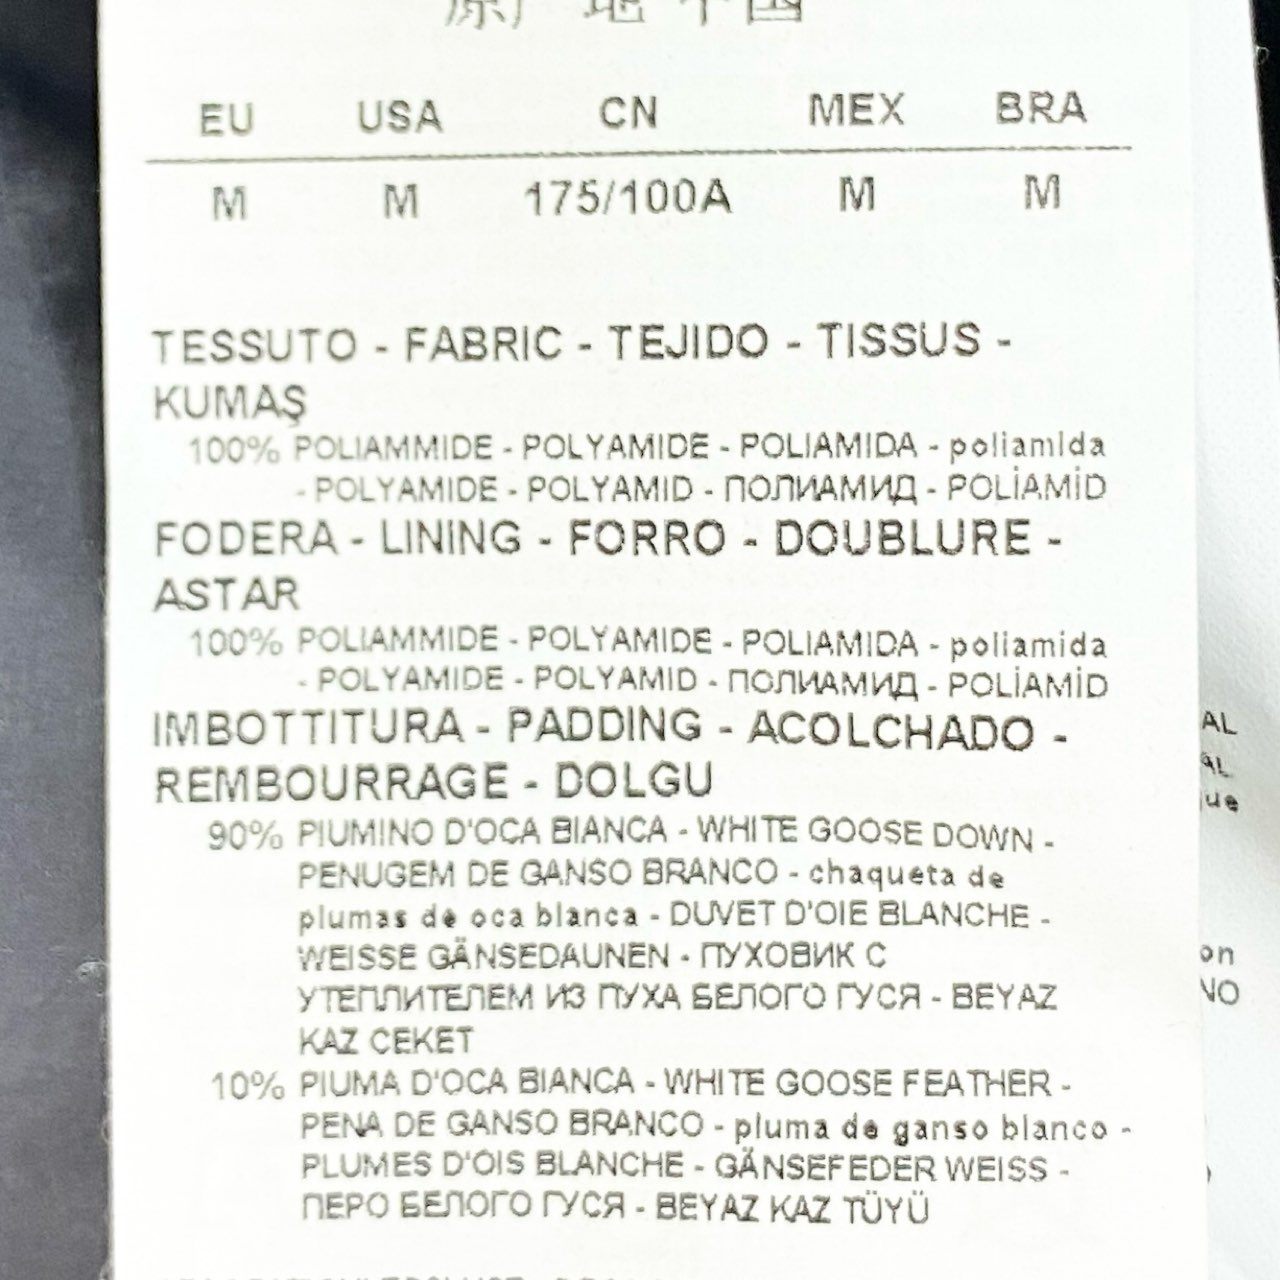 原产地中国
EU USA CN MEX BRA
M M 175/100A M M
TESSUTO - FABRIC - TEJIDO - TISSUS -
KUMAŞ
100% POLIAMMIDE - POLYAMIDE - POLIAMIDA - poliamida
- POLYAMIDE - POLYAMID - ПОЛИАМИД - POLİAMİD
FODERA - LINING - FORRO - DOUBLURE -
ASTAR
100% POLIAMMIDE - POLYAMIDE - POLIAMIDA - poliamida
- POLYAMIDE - POLYAMID - ПОЛИАМИД - POLİAMİD
IMBOTTITURA - PADDING - ACOLCHADO -
REMBOURRAGE - DOLGU
90% PIUMINO D'OCA BIANCA - WHITE GOOSE DOWN -
PENUGEM DE GANSO BRANCO - chaqueta de
plumas de oca blanca - DUVET D'OIE BLANCHE -
WEISSE GÄNSEDAUNEN - ПУХОВИК С
УТЕПЛИТЕЛЕМ ИЗ ПУХА БЕЛОГО ГУСЯ - BEYAZ
KAZ CEKET
10% PIUMA D'OCA BIANCA - WHITE GOOSE FEATHER -
PENA DE GANSO BRANCO - pluma de ganso blanco -
PLUMES D'OIS BLANCHE - GÄNSEFEDER WEISS -
ПЕРО БЕЛОГО ГУСЯ - BEYAZ KAZ TÜYÜ